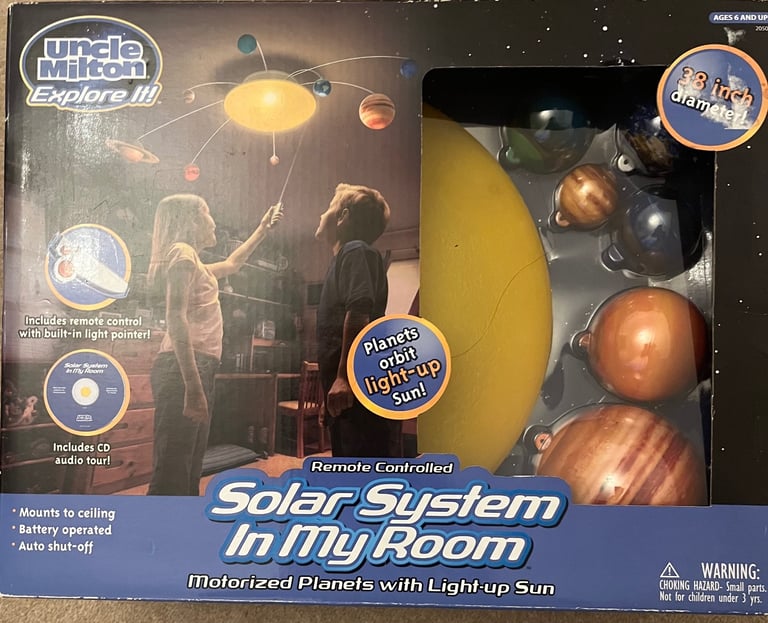 uncle
Milton
Explore It!
AGES 6 AND UP
38 inch
diameter!
Includes remote control
with built-in light pointer!
Planets
orbit
light-up
Sun!
Solar System
In My Room
Includes CD
audio tour!
Remote Controlled
Solar System
In My Room
Motorized Planets with Light-up Sun
• Mounts to ceiling
• Battery operated
• Auto shut-off
WARNING:
CHOKING HAZARD- Small parts.
Not for children under 3 yrs.